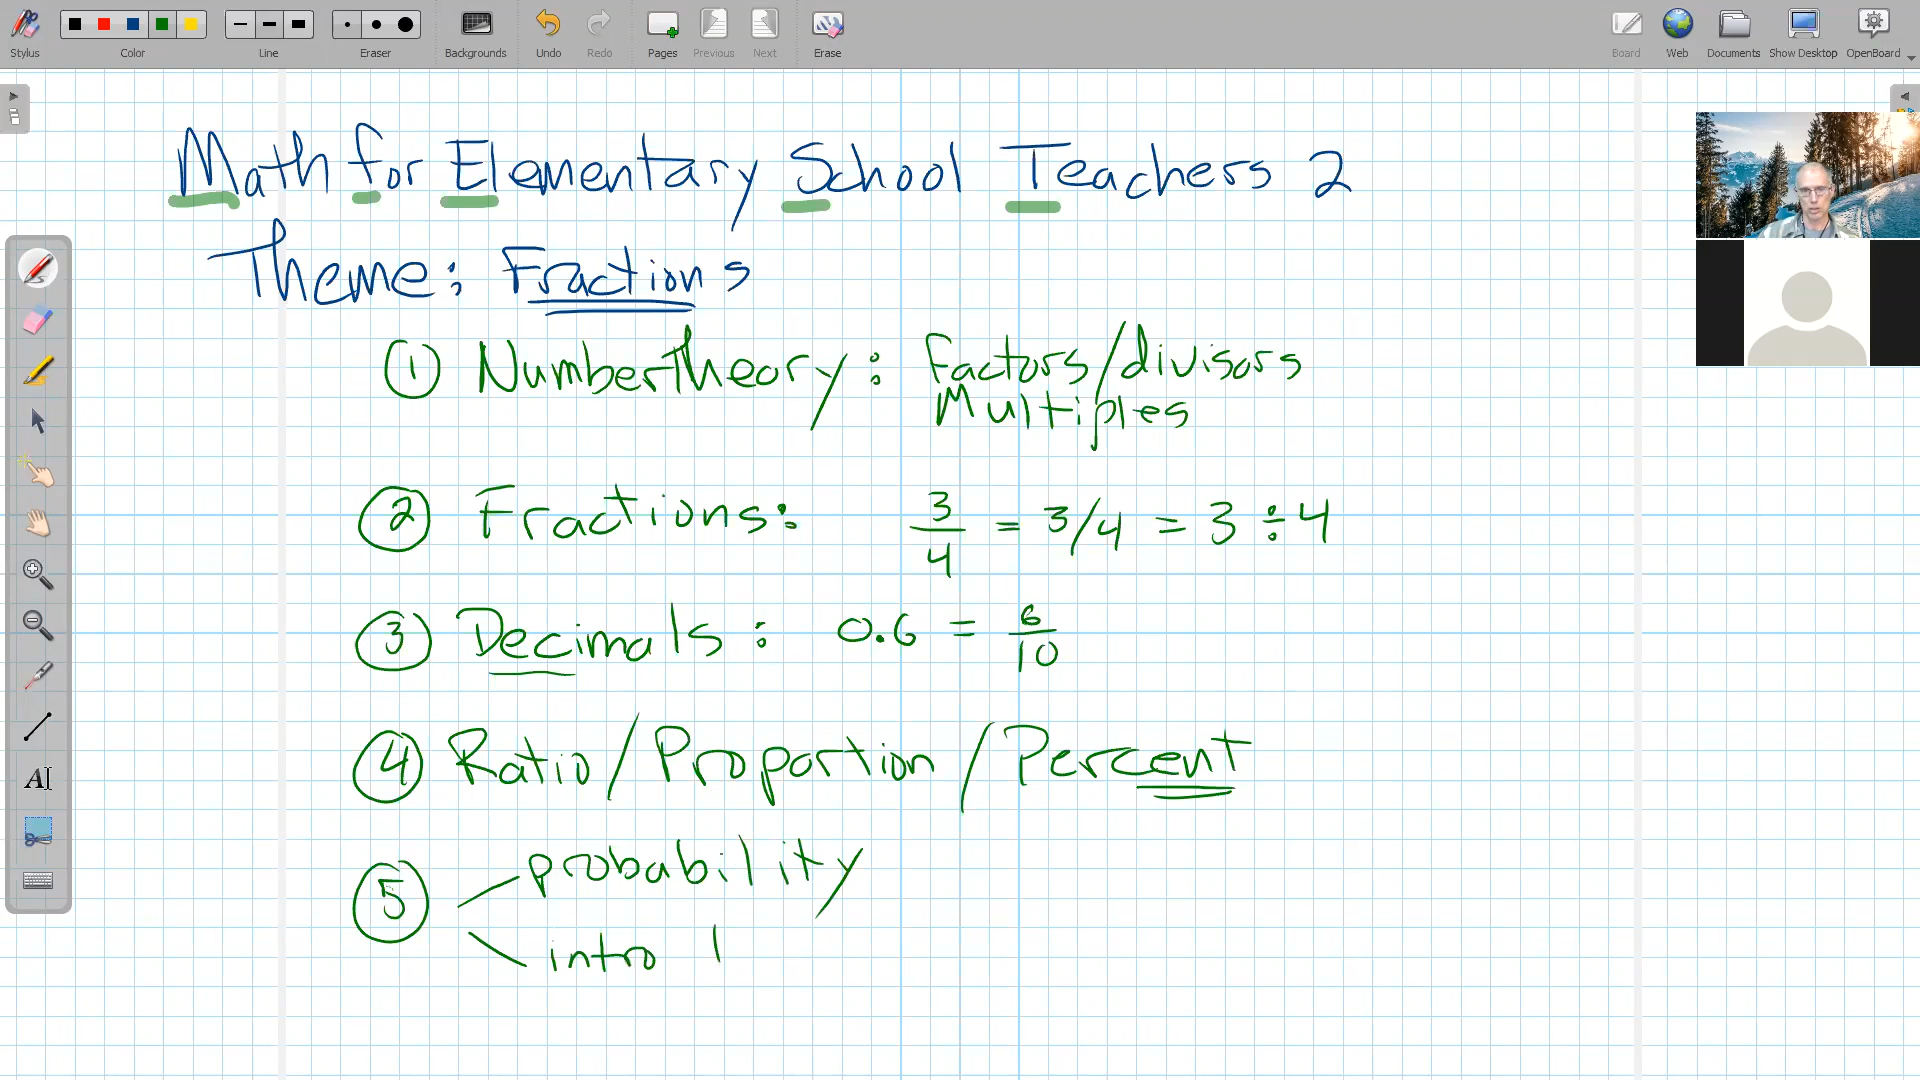 Stylus Color Line Eraser Backgrounds Undo Redo Pages Previous Next Erase Board Web Documents Show Desktop OpenBoard
Math for Elementary School Teachers 2
Theme: Fractions
① Number Theory: Factors/divisors
Multiples
② Fractions: 3/4 = 3/4 = 3 ÷ 4
③ Decimals: 0.6 = 6/10
④ Ratio/Proportion/Percent
⑤ probability
intro